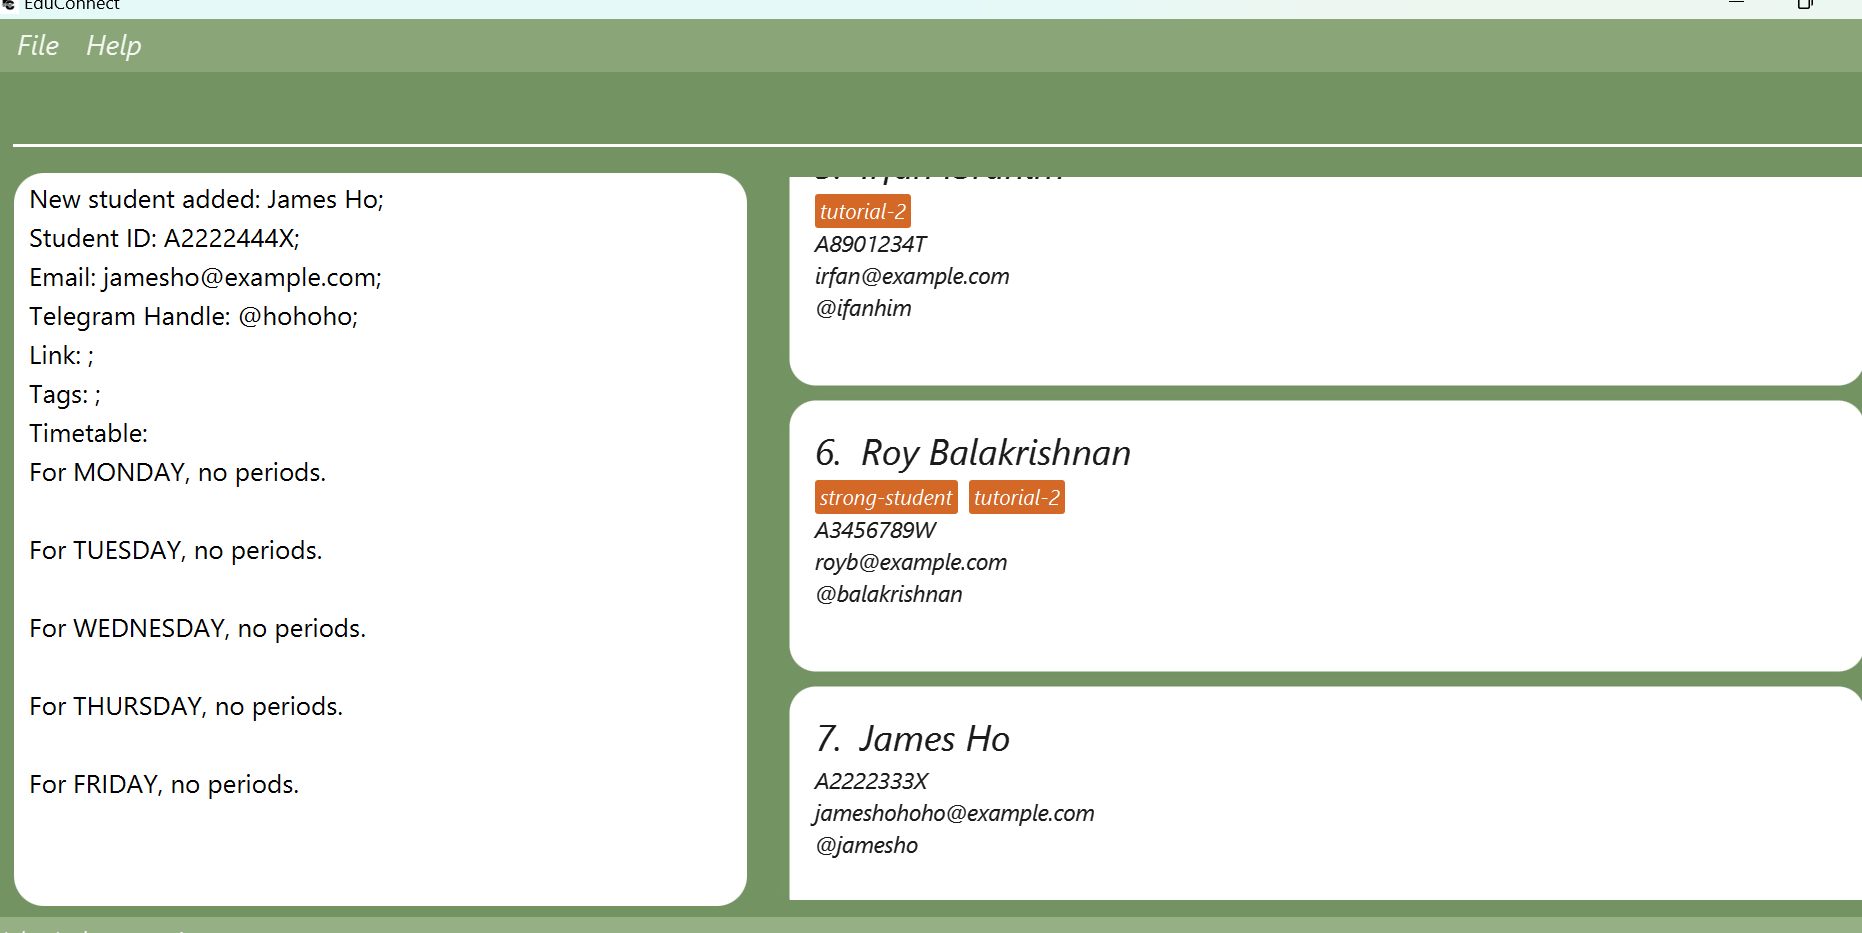 EduConnect
File Help
New student added: James Ho;
Student ID: A2222444X;
Email: jamesho@example.com;
Telegram Handle: @hohoho;
Link: ;
Tags: ;
Timetable:
For MONDAY, no periods.
For TUESDAY, no periods.
For WEDNESDAY, no periods.
For THURSDAY, no periods.
For FRIDAY, no periods.
tutorial-2
A8901234T
irfan@example.com
@ifanhim
6. Roy Balakrishnan
strong-student tutorial-2
A3456789W
royb@example.com
@balakrishnan
7. James Ho
A2222333X
jameshohoho@example.com
@jamesho